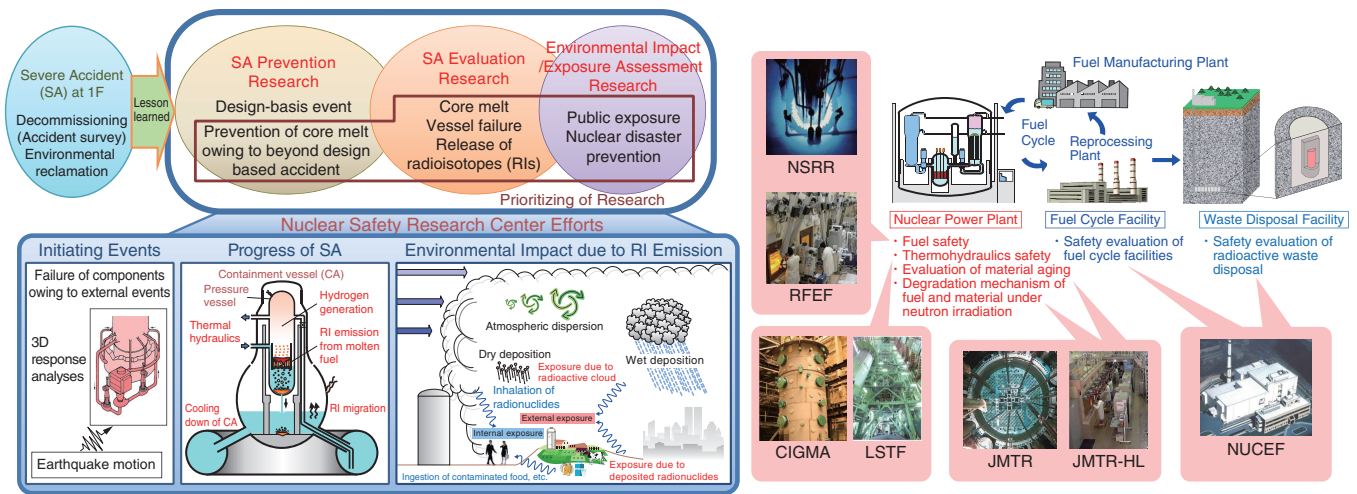 Severe Accident
(SA) at 1F
Decommissioning
(Accident survey)
Environmental
reclamation
Lesson
learned
SA Prevention
Research
Design-basis event
Prevention of core melt
owing to beyond design
based accident
SA Evaluation
Research
Core melt
Vessel failure
Release of
radioisotopes (RIs)
Environmental Impact
/Exposure Assessment
Research
Public exposure
Nuclear disaster
prevention
Prioritizing of Research
Nuclear Safety Research Center Efforts
Initiating Events
Failure of components
owing to external events
3D
response
analyses
Earthquake motion
Progress of SA
Containment vessel (CA)
Pressure
vessel
Hydrogen
generation
Thermal
hydraulics
RI emission
from molten
fuel
Cooling
down of CA
RI migration
Environmental Impact due to RI Emission
Atmospheric dispersion
Dry deposition
Wet deposition
Exposure due to
radioactive cloud
Inhalation of
radionuclides
External exposure
Internal exposure
Ingestion of contaminated food, etc.
Exposure due to
deposited radionuclides
NSRR
RFEF
Fuel Manufacturing Plant
Fuel
Cycle
Reprocessing
Plant
Nuclear Power Plant
・Fuel safety
・Thermohydraulics safety
・Evaluation of material aging
・Degradation mechanism of
fuel and material under
neutron irradiation
Fuel Cycle Facility
・Safety evaluation of
fuel cycle facilities
Waste Disposal Facility
・Safety evaluation of
radioactive waste
disposal
CIGMA
LSTF
JMTR
JMTR-HL
NUCEF